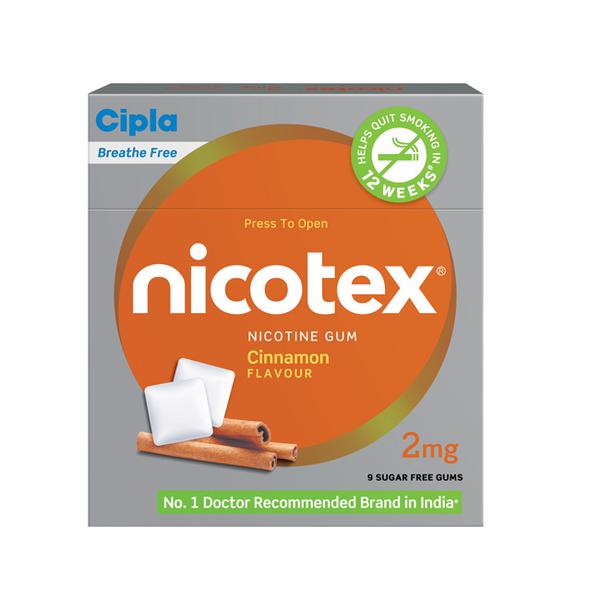 Cipla
Breathe Free
HELPS QUIT SMOKING IN
12 WEEKS#
Press To Open
nicotex®
NICOTINE GUM
Cinnamon
FLAVOUR
2mg
9 SUGAR FREE GUMS
No. 1 Doctor Recommended Brand in India*